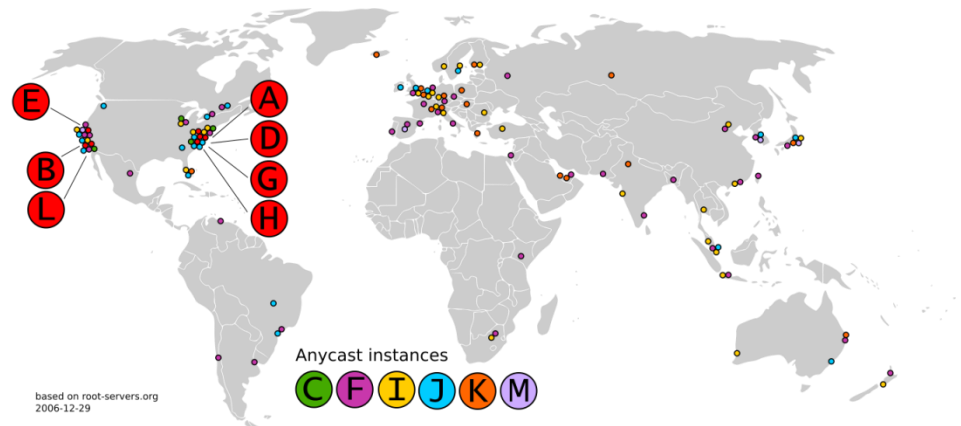 E
A
D
B
G
L
H
Anycast instances
C F I J K M
based on root-servers.org
2006-12-29